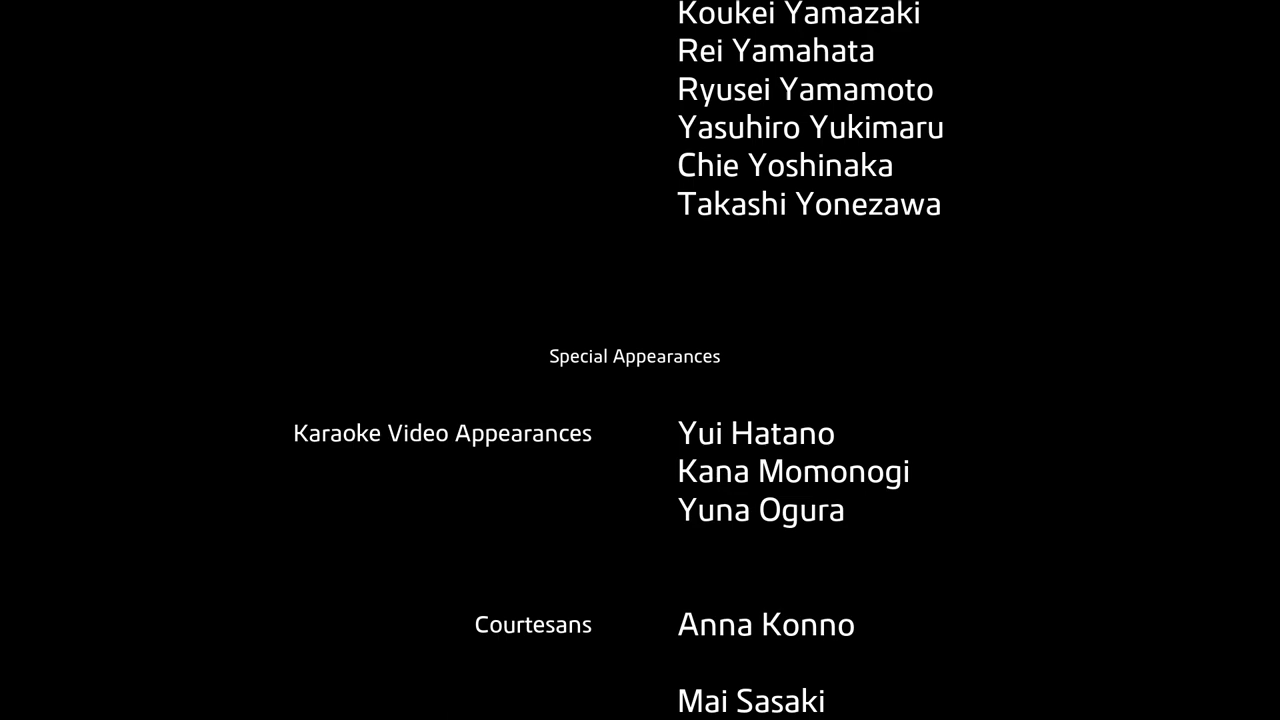 Koukei Yamazaki
Rei Yamahata
Ryusei Yamamoto
Yasuhiro Yukimaru
Chie Yoshinaka
Takashi Yonezawa
Special Appearances
Karaoke Video Appearances Yui Hatano
Kana Momonogi
Yuna Ogura
Courtesans Anna Konno
Mai Sasaki